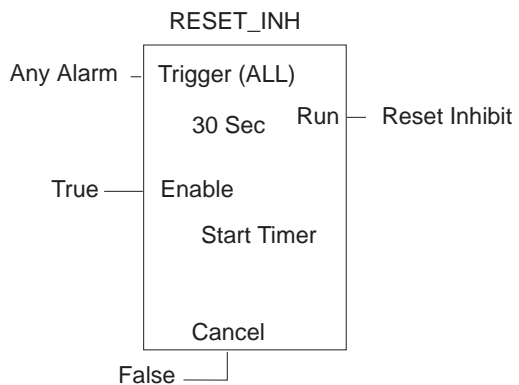 RESET_INH
Any Alarm
Trigger (ALL)
30 Sec
Run
Reset Inhibit
True
Enable
Start Timer
Cancel
False